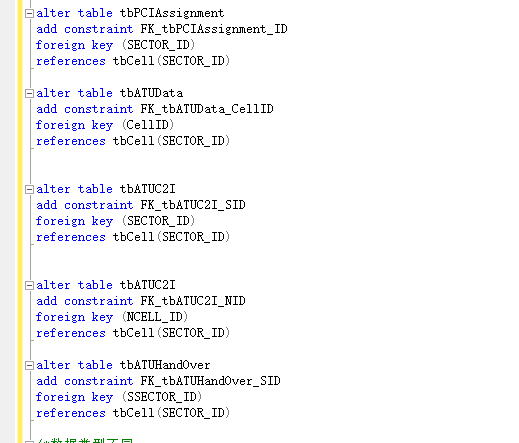 alter table tbPCIAssignment
add constraint FK_tbPCIAssignment_ID
foreign key (SECTOR_ID)
references tbCell(SECTOR_ID)
alter table tbATUData
add constraint FK_tbATUData_CellID
foreign key (CellID)
references tbCell(SECTOR_ID)
alter table tbATUC2I
add constraint FK_tbATUC2I_SID
foreign key (SECTOR_ID)
references tbCell(SECTOR_ID)
alter table tbATUC2I
add constraint FK_tbATUC2I_NID
foreign key (NCELL_ID)
references tbCell(SECTOR_ID)
alter table tbATUHandOver
add constraint FK_tbATUHandOver_SID
foreign key (SSECTOR_ID)
references tbCell(SECTOR_ID)